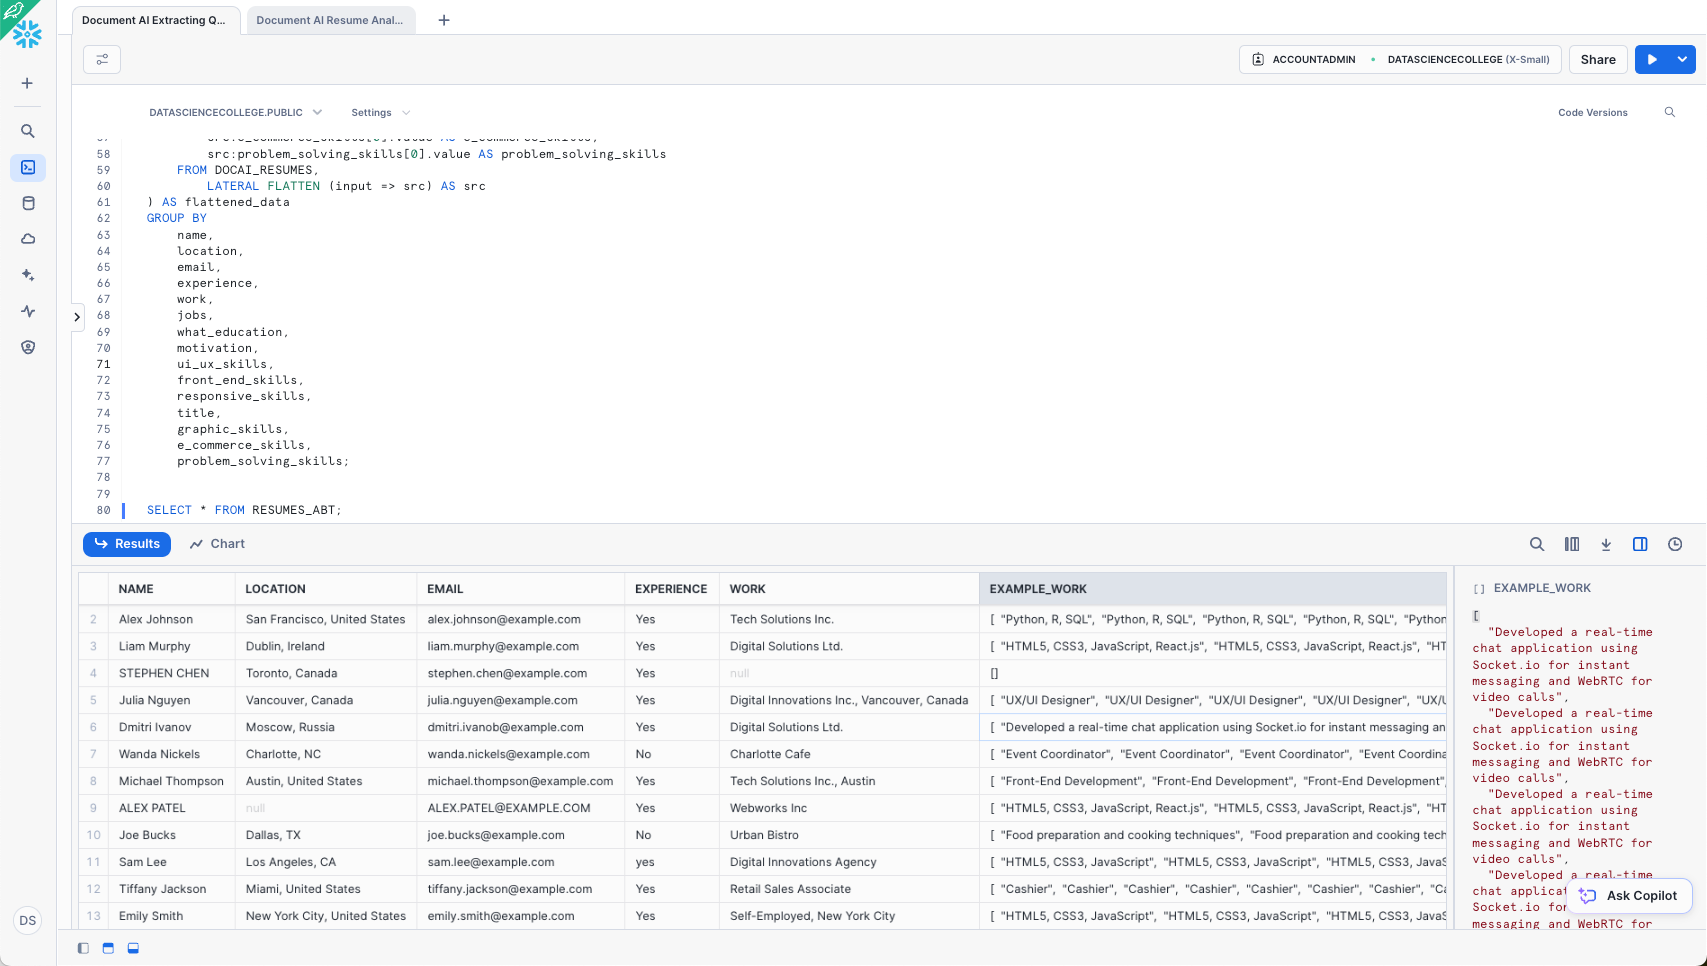 Document AI Extracting Q...
Document AI Resume Anal...
ACCOUNTADMIN
DATASCIENCECOLLEGE (X-Small)
Share
DATASCIENCECOLLEGE.PUBLIC
Settings
Code Versions
58 src:problem_solving_skills[0].value AS problem_solving_skills
59 FROM DOCAI_RESUMES,
60 LATERAL FLATTEN (input => src) AS src
61 ) AS flattened_data
62 GROUP BY
63 name,
64 location,
65 email,
66 experience,
67 work,
68 jobs,
69 what_education,
70 motivation,
71 ui_ux_skills,
72 front_end_skills,
73 responsive_skills,
74 title,
75 graphic_skills,
76 e_commerce_skills,
77 problem_solving_skills;
78
79
80 SELECT * FROM RESUMES_ABT;
Results
Chart
NAME LOCATION EMAIL EXPERIENCE WORK EXAMPLE_WORK
2 Alex Johnson San Francisco, United States alex.johnson@example.com Yes Tech Solutions Inc. [ "Python, R, SQL", "Python, R, SQL", "Python, R, SQL", "Python, R, SQL", "Python
3 Liam Murphy Dublin, Ireland liam.murphy@example.com Yes Digital Solutions Ltd. [ "HTML5, CSS3, JavaScript, React.js", "HTML5, CSS3, JavaScript, React.js", "HT
4 STEPHEN CHEN Toronto, Canada stephen.chen@example.com Yes null []
5 Julia Nguyen Vancouver, Canada julia.nguyen@example.com Yes Digital Innovations Inc., Vancouver, Canada [ "UX/UI Designer", "UX/UI Designer", "UX/UI Designer", "UX/UI Designer", "UX/U
6 Dmitri Ivanov Moscow, Russia dmitri.ivanob@example.com Yes Digital Solutions Ltd. [ "Developed a real-time chat application using Socket.io for instant messaging an
7 Wanda Nickels Charlotte, NC wanda.nickels@example.com No Charlotte Cafe [ "Event Coordinator", "Event Coordinator", "Event Coordinator", "Event Coordina
8 Michael Thompson Austin, United States michael.thompson@example.com Yes Tech Solutions Inc., Austin [ "Front-End Development", "Front-End Development", "Front-End Development",
9 ALEX PATEL null ALEX.PATEL@EXAMPLE.COM Yes Webworks Inc [ "HTML5, CSS3, JavaScript, React.js", "HTML5, CSS3, JavaScript, React.js", "HT
10 Joe Bucks Dallas, TX joe.bucks@example.com No Urban Bistro [ "Food preparation and cooking techniques", "Food preparation and cooking tech
11 Sam Lee Los Angeles, CA sam.lee@example.com yes Digital Innovations Agency [ "HTML5, CSS3, JavaScript", "HTML5, CSS3, JavaScript", "HTML5, CSS3, JavaS
12 Tiffany Jackson Miami, United States tiffany.jackson@example.com Yes Retail Sales Associate [ "Cashier", "Cashier", "Cashier", "Cashier", "Cashier", "Cashier", "Cashier", "Ca
13 Emily Smith New York City, United States emily.smith@example.com Yes Self-Employed, New York City [ "HTML5, CSS3, JavaScript", "HTML5, CSS3, JavaScript", "HTML5, CSS3, JavaS
[ ] EXAMPLE_WORK
[
"Developed a real-time
chat application using
Socket.io for instant
messaging and WebRTC for
video calls",
"Developed a real-time
chat application using
Socket.io for instant
messaging and WebRTC for
video calls",
"Developed a real-time
chat application using
Socket.io for instant
messaging and WebRTC for
video calls",
"Developed a real-time
chat
Socket.io
messaging and WebRTC for
Ask Copilot
DS